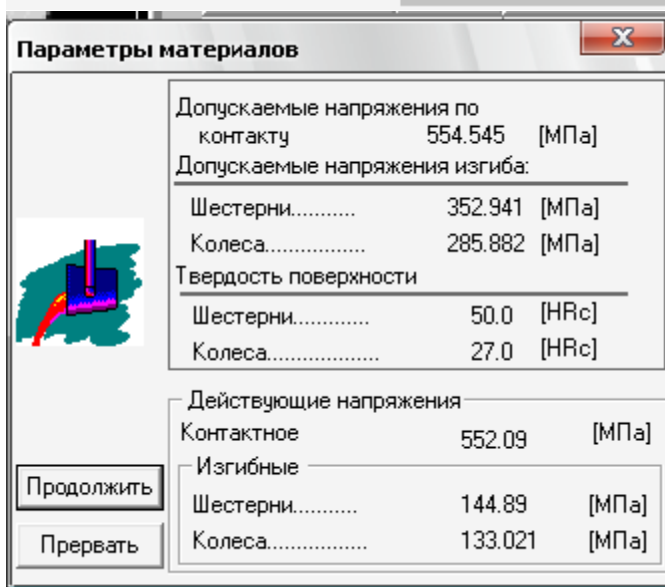 Параметры материалов
Допускаемые напряжения по
контакту 554.545 [МПа]
Допускаемые напряжения изгиба:
Шестерни........... 352.941 [МПа]
Колеса................. 285.882 [МПа]
Твердость поверхности
Шестерни............. 50.0 [HRc]
Колеса................... 27.0 [HRc]
Действующие напряжения
Контактное 552.09 [МПа]
Изгибные
Шестерни........... 144.89 [МПа]
Колеса................. 133.021 [МПа]
Продолжить
Прервать